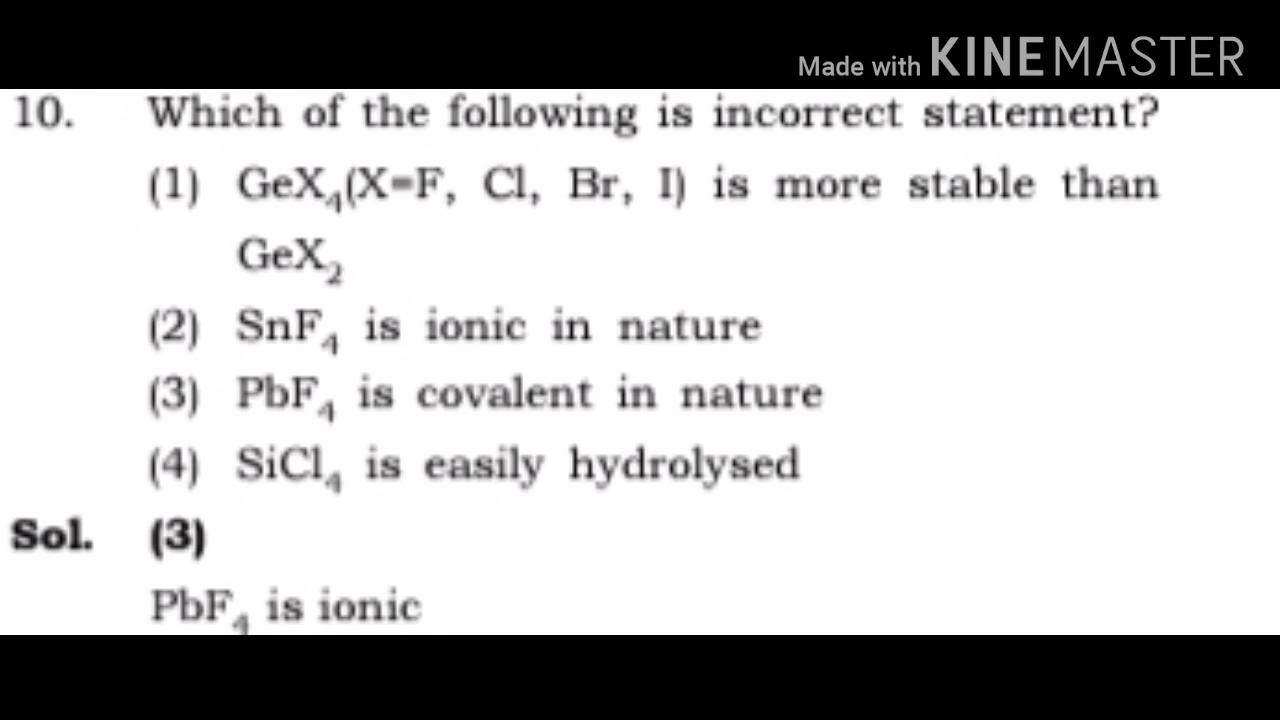 Made with KINEMASTER
10. Which of the following is incorrect statement?
(1) GeX₄(X=F, Cl, Br, I) is more stable than
GeX₂
(2) SnF₄ is ionic in nature
(3) PbF₄ is covalent in nature
(4) SiCl₄ is easily hydrolysed
Sol. (3)
PbF₄ is ionic